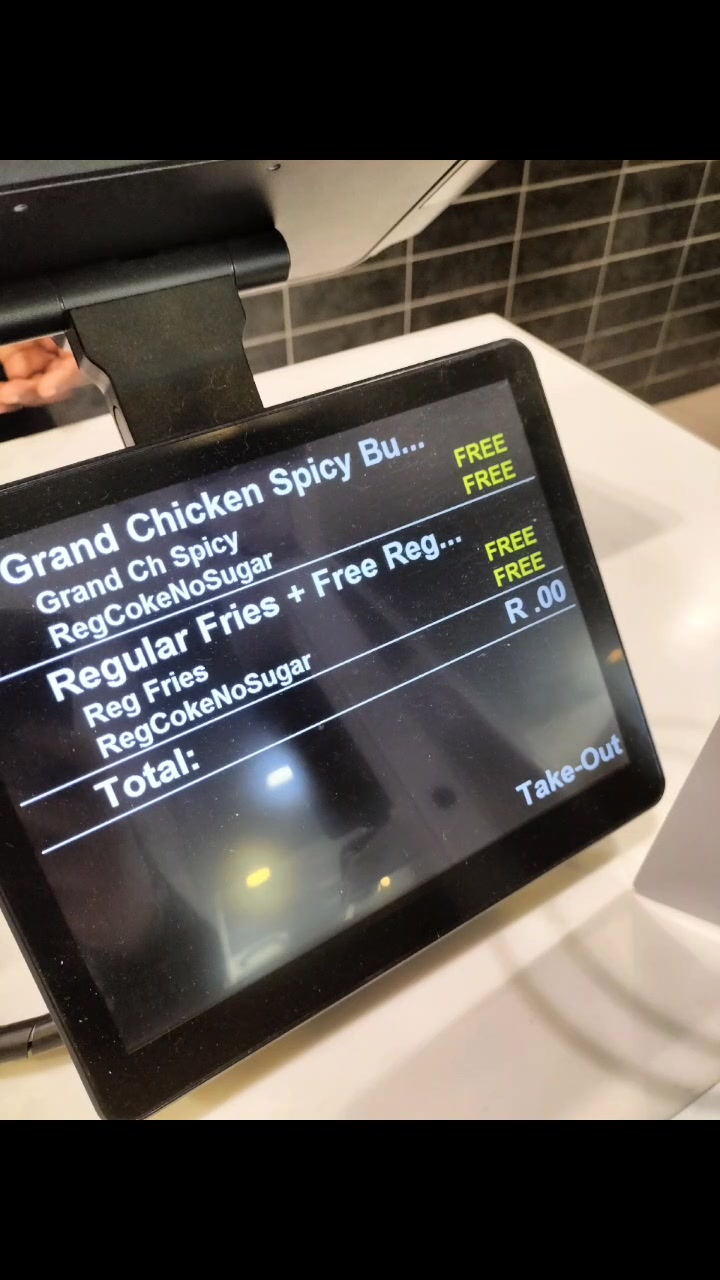 Grand Chicken Spicy Bu... FREE
Grand Ch Spicy FREE
RegCokeNoSugar
Regular Fries + Free Reg... FREE
Reg Fries FREE
RegCokeNoSugar
Total: R .00
Take-Out